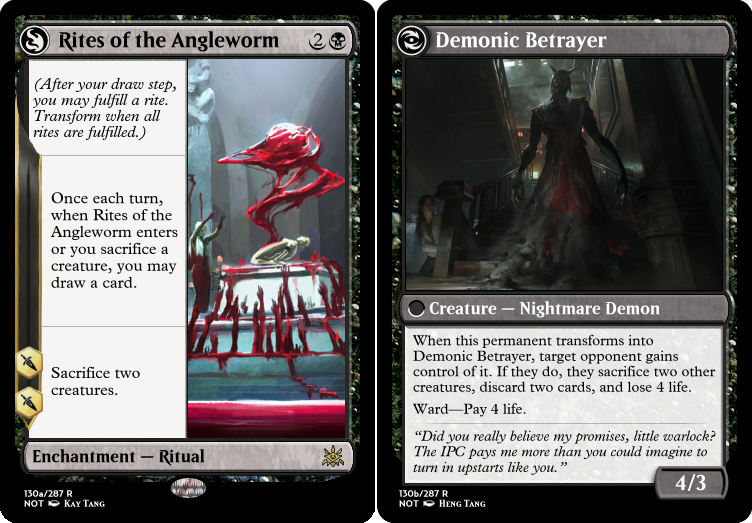 Rites of the Angleworm 2
(After your draw step,
you may fulfill a rite.
Transform when all
rites are fulfilled.)
Once each turn,
when Rites of the
Angleworm enters
or you sacrifice a
creature, you may
draw a card.
Sacrifice two
creatures.
Enchantment — Ritual
130a/287 R
NOT Kay Tang
Demonic Betrayer
Creature — Nightmare Demon
When this permanent transforms into
Demonic Betrayer, target opponent gains
control of it. If they do, they sacrifice two other
creatures, discard two cards, and lose 4 life.
Ward—Pay 4 life.
“Did you really believe my promises, little warlock?
The IPC pays me more than you could imagine to
turn in upstarts like you.”
4/3
130b/287 R
NOT Heng Tang